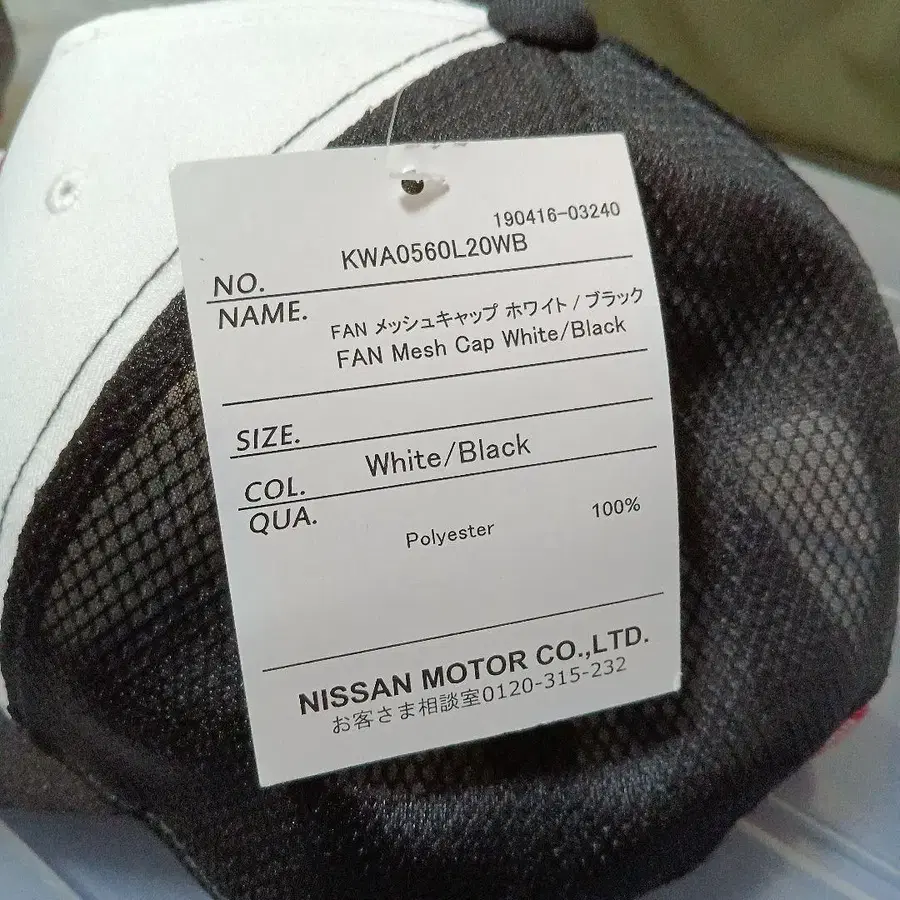 190416-03240
NO. KWA0560L20WB
NAME. FAN メッシュキャップ ホワイト / ブラック
FAN Mesh Cap White/Black
SIZE.
COL. White/Black
QUA.
Polyester 100%
NISSAN MOTOR CO.,LTD.
お客さま相談室0120-315-232